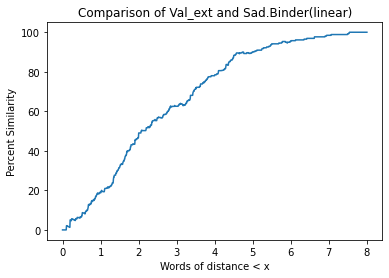 Comparison of Val_ext and Sad.Binder(linear)
Percent Similarity
100
80
60
40
20
0
0 1 2 3 4 5 6 7 8
Words of distance < x